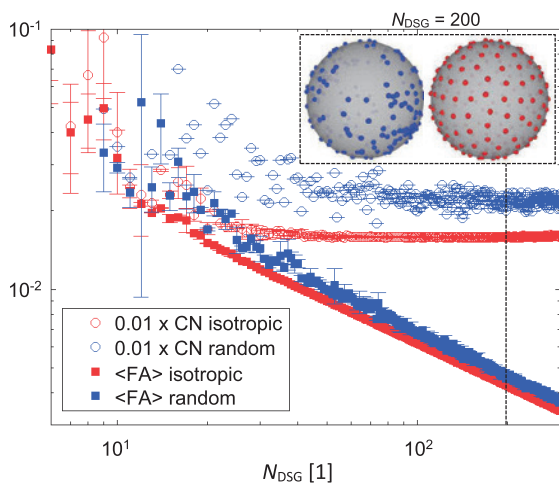 N_DSG = 200
10⁻¹
10⁻²
0.01 x CN isotropic
0.01 x CN random
<FA> isotropic
<FA> random
10¹
10²
N_DSG [1]